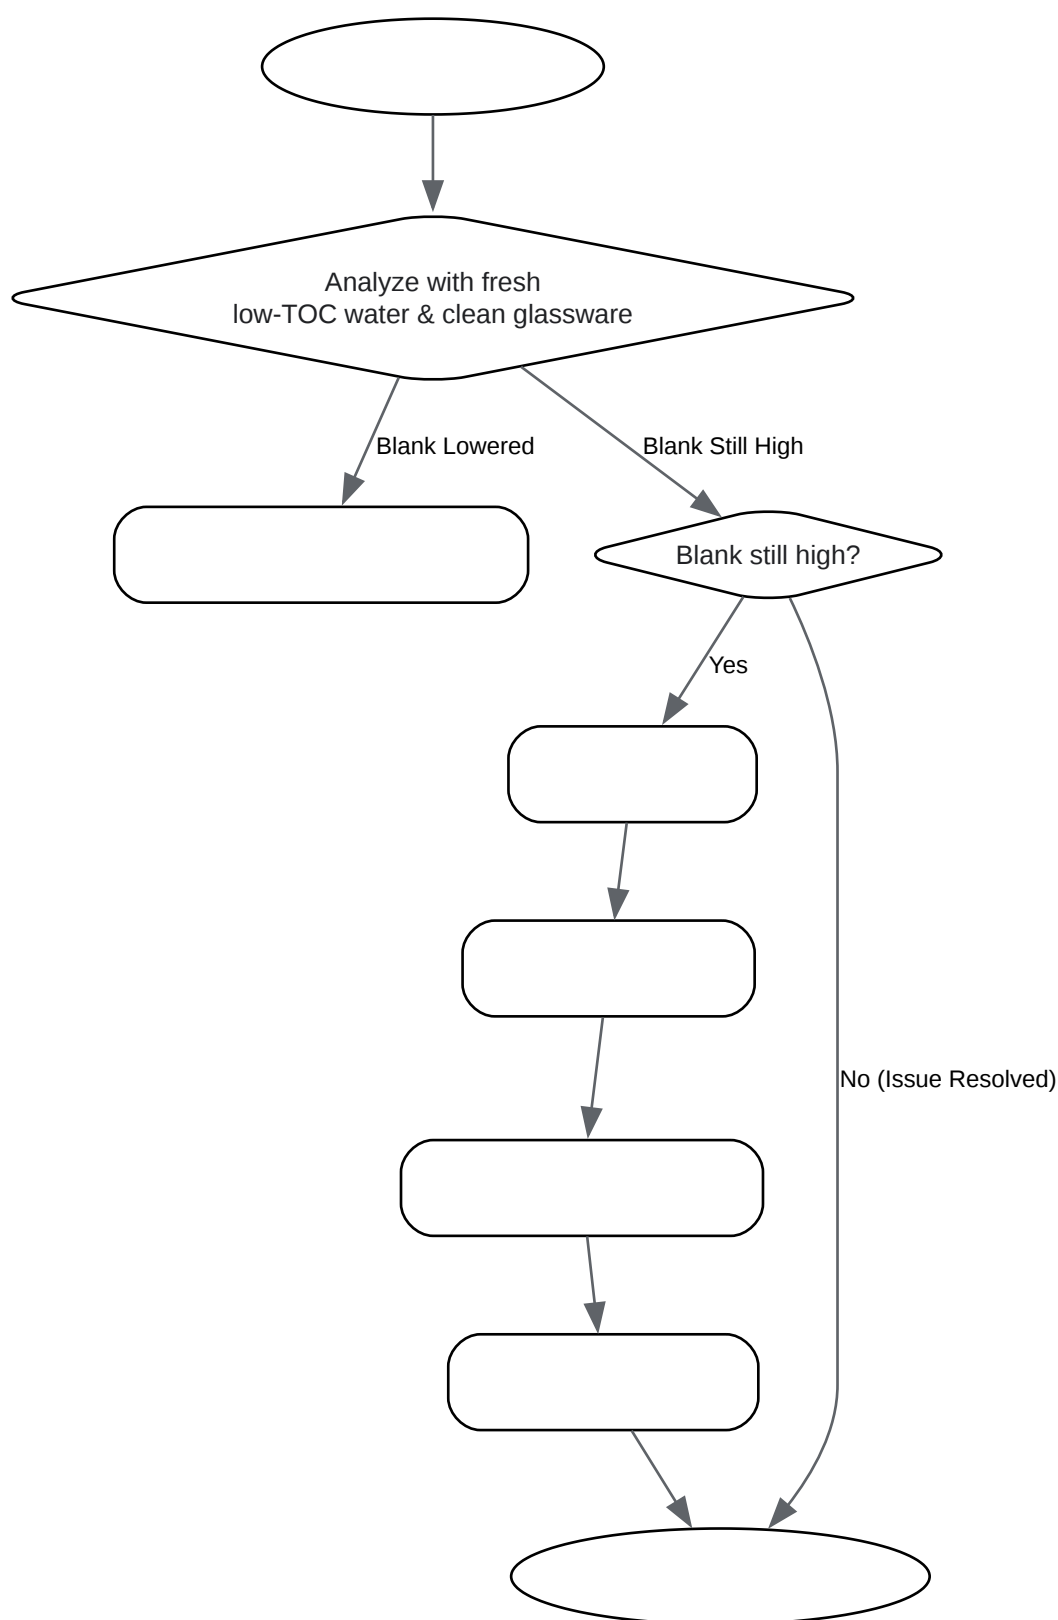 Analyze with fresh
low-TOC water & clean glassware
Blank Lowered
Blank Still High
Blank still high?
Yes
No (Issue Resolved)